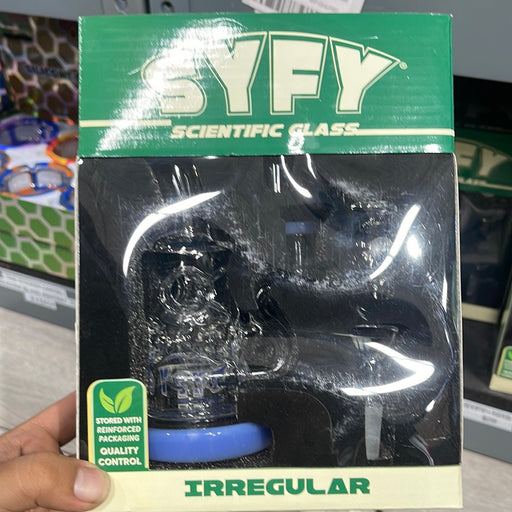 SYFY
SCIENTIFIC GLASS
STORED WITH
REINFORCED
PACKAGING
QUALITY
CONTROL
IRREGULAR